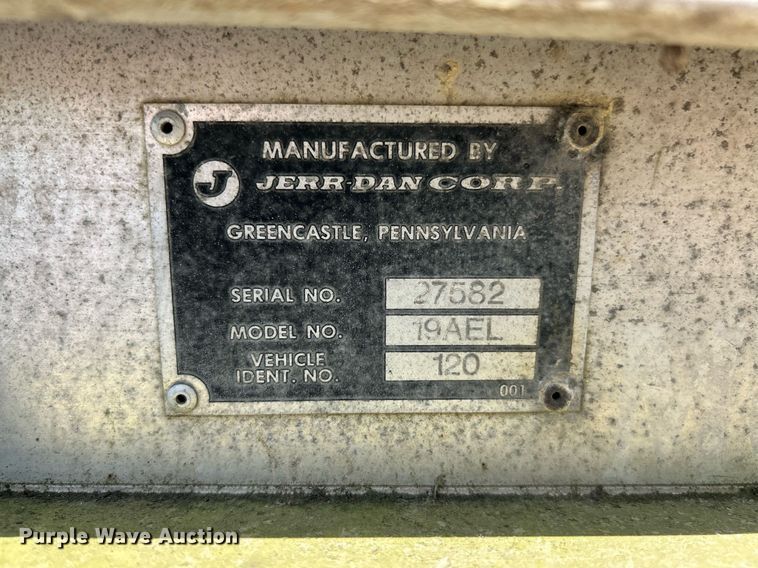 MANUFACTURED BY
J JERR-DAN CORP.
GREENCASTLE, PENNSYLVANIA
SERIAL NO. 27582
MODEL NO. 19AEL
VEHICLE
IDENT. NO. 120
001
Purple Wave Auction